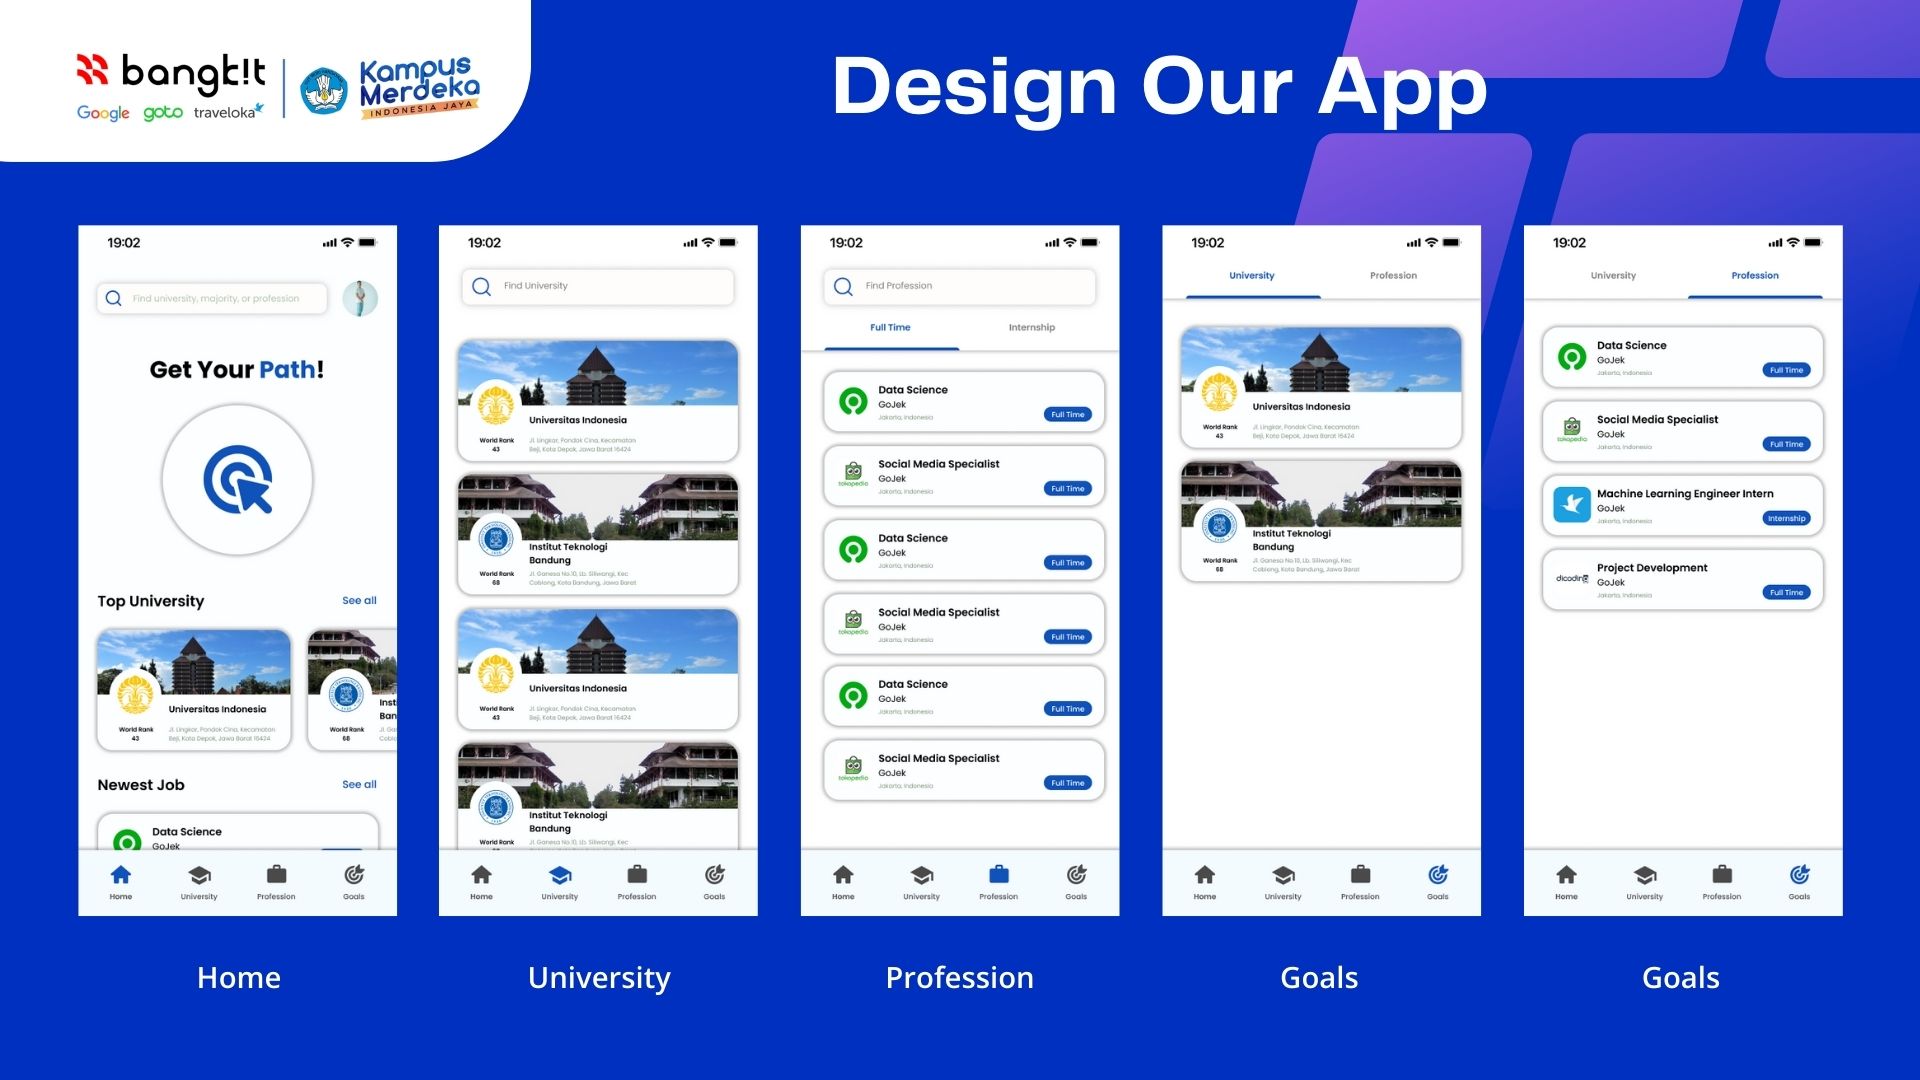 bangk!t
Google goto traveloka
Kampus
Merdeka
INDONESIA JAYA
Design Our App
19:02
Find university, majority, or profession
Get Your Path!
Top University
See all
Universitas Indonesia
World Rank
43
Jl. Lingkar, Pondok Cina, Kecamatan
Beji, Kota Depok, Jawa Barat 16424
Inst
Ban
World Rank
68
Jl. Ga
Coblo
Newest Job
See all
Data Science
GoJek
Home
University
Profession
Goals
19:02
Find University
Universitas Indonesia
World Rank
43
Jl. Lingkar, Pondok Cina, Kecamatan
Beji, Kota Depok, Jawa Barat 16424
Institut Teknologi
Bandung
World Rank
68
Jl. Ganesa No.10, Lb. Siliwangi, Kec
Coblong, Kota Bandung, Jawa Barat
Universitas Indonesia
World Rank
43
Jl. Lingkar, Pondok Cina, Kecamatan
Beji, Kota Depok, Jawa Barat 16424
Institut Teknologi
Bandung
World Rank
Jl. Ganesa No.10, Lb. Siliwangi, Kec
Home
University
Profession
Goals
19:02
Find Profession
Full Time
Internship
Data Science
GoJek
Jakarta, Indonesia
Full Time
tokopedia
Social Media Specialist
GoJek
Jakarta, Indonesia
Full Time
Data Science
GoJek
Jakarta, Indonesia
Full Time
tokopedia
Social Media Specialist
GoJek
Jakarta, Indonesia
Full Time
Data Science
GoJek
Jakarta, Indonesia
Full Time
tokopedia
Social Media Specialist
GoJek
Jakarta, Indonesia
Full Time
Home
University
Profession
Goals
19:02
University
Profession
Universitas Indonesia
World Rank
43
Jl. Lingkar, Pondok Cina, Kecamatan
Beji, Kota Depok, Jawa Barat 16424
Institut Teknologi
Bandung
World Rank
68
Jl. Ganesa No.10, Lb. Siliwangi, Kec
Coblong, Kota Bandung, Jawa Barat
Home
University
Profession
Goals
19:02
University
Profession
Data Science
GoJek
Jakarta, Indonesia
Full Time
tokopedia
Social Media Specialist
GoJek
Jakarta, Indonesia
Full Time
Machine Learning Engineer Intern
GoJek
Jakarta, Indonesia
Internship
dicoding
Project Development
GoJek
Jakarta, Indonesia
Full Time
Home
University
Profession
Goals
Home
University
Profession
Goals
Goals